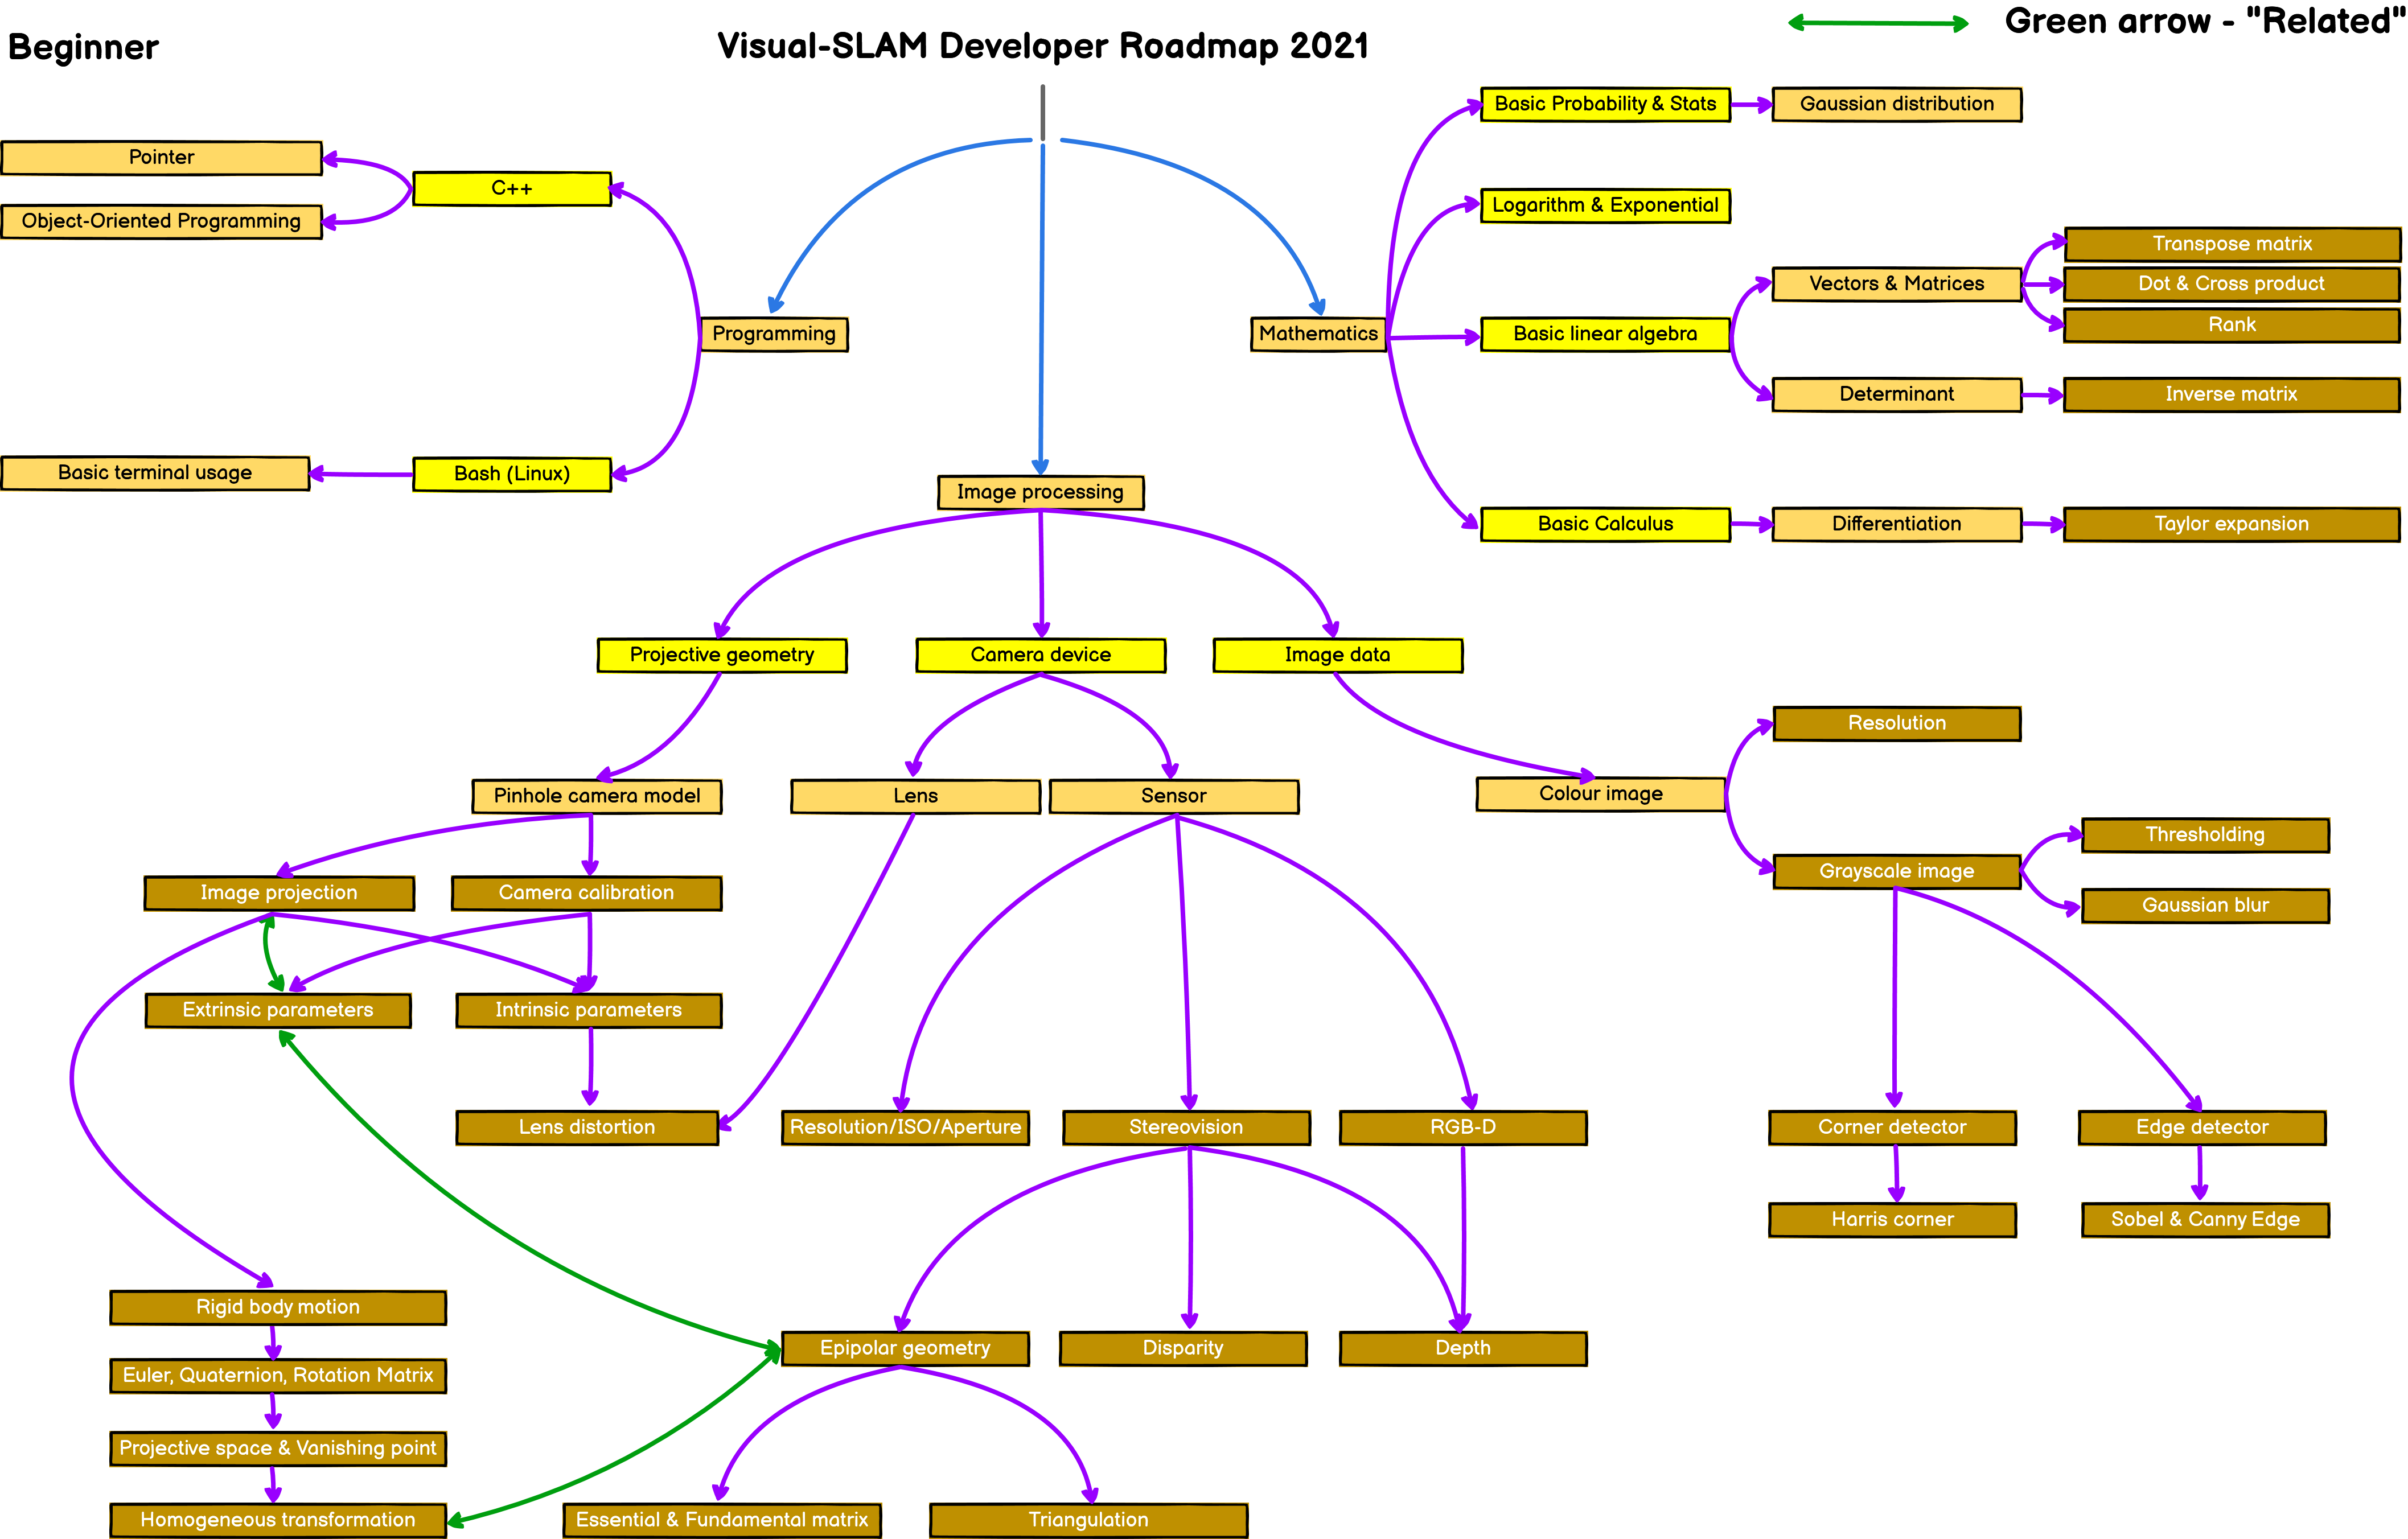 Beginner
Visual-SLAM Developer Roadmap 2021
Green arrow - "Related"
Basic Probability & Stats
Gaussian distribution
Pointer
C++
Object-Oriented Programming
Logarithm & Exponential
Transpose matrix
Vectors & Matrices
Dot & Cross product
Rank
Programming
Mathematics
Basic linear algebra
Determinant
Inverse matrix
Basic terminal usage
Bash (Linux)
Image processing
Basic Calculus
Differentiation
Taylor expansion
Projective geometry
Camera device
Image data
Resolution
Pinhole camera model
Lens
Sensor
Colour image
Thresholding
Grayscale image
Gaussian blur
Image projection
Camera calibration
Extrinsic parameters
Intrinsic parameters
Lens distortion
Resolution/ISO/Aperture
Stereovision
RGB-D
Corner detector
Edge detector
Harris corner
Sobel & Canny Edge
Rigid body motion
Epipolar geometry
Disparity
Depth
Euler, Quaternion, Rotation Matrix
Projective space & Vanishing point
Homogeneous transformation
Essential & Fundamental matrix
Triangulation